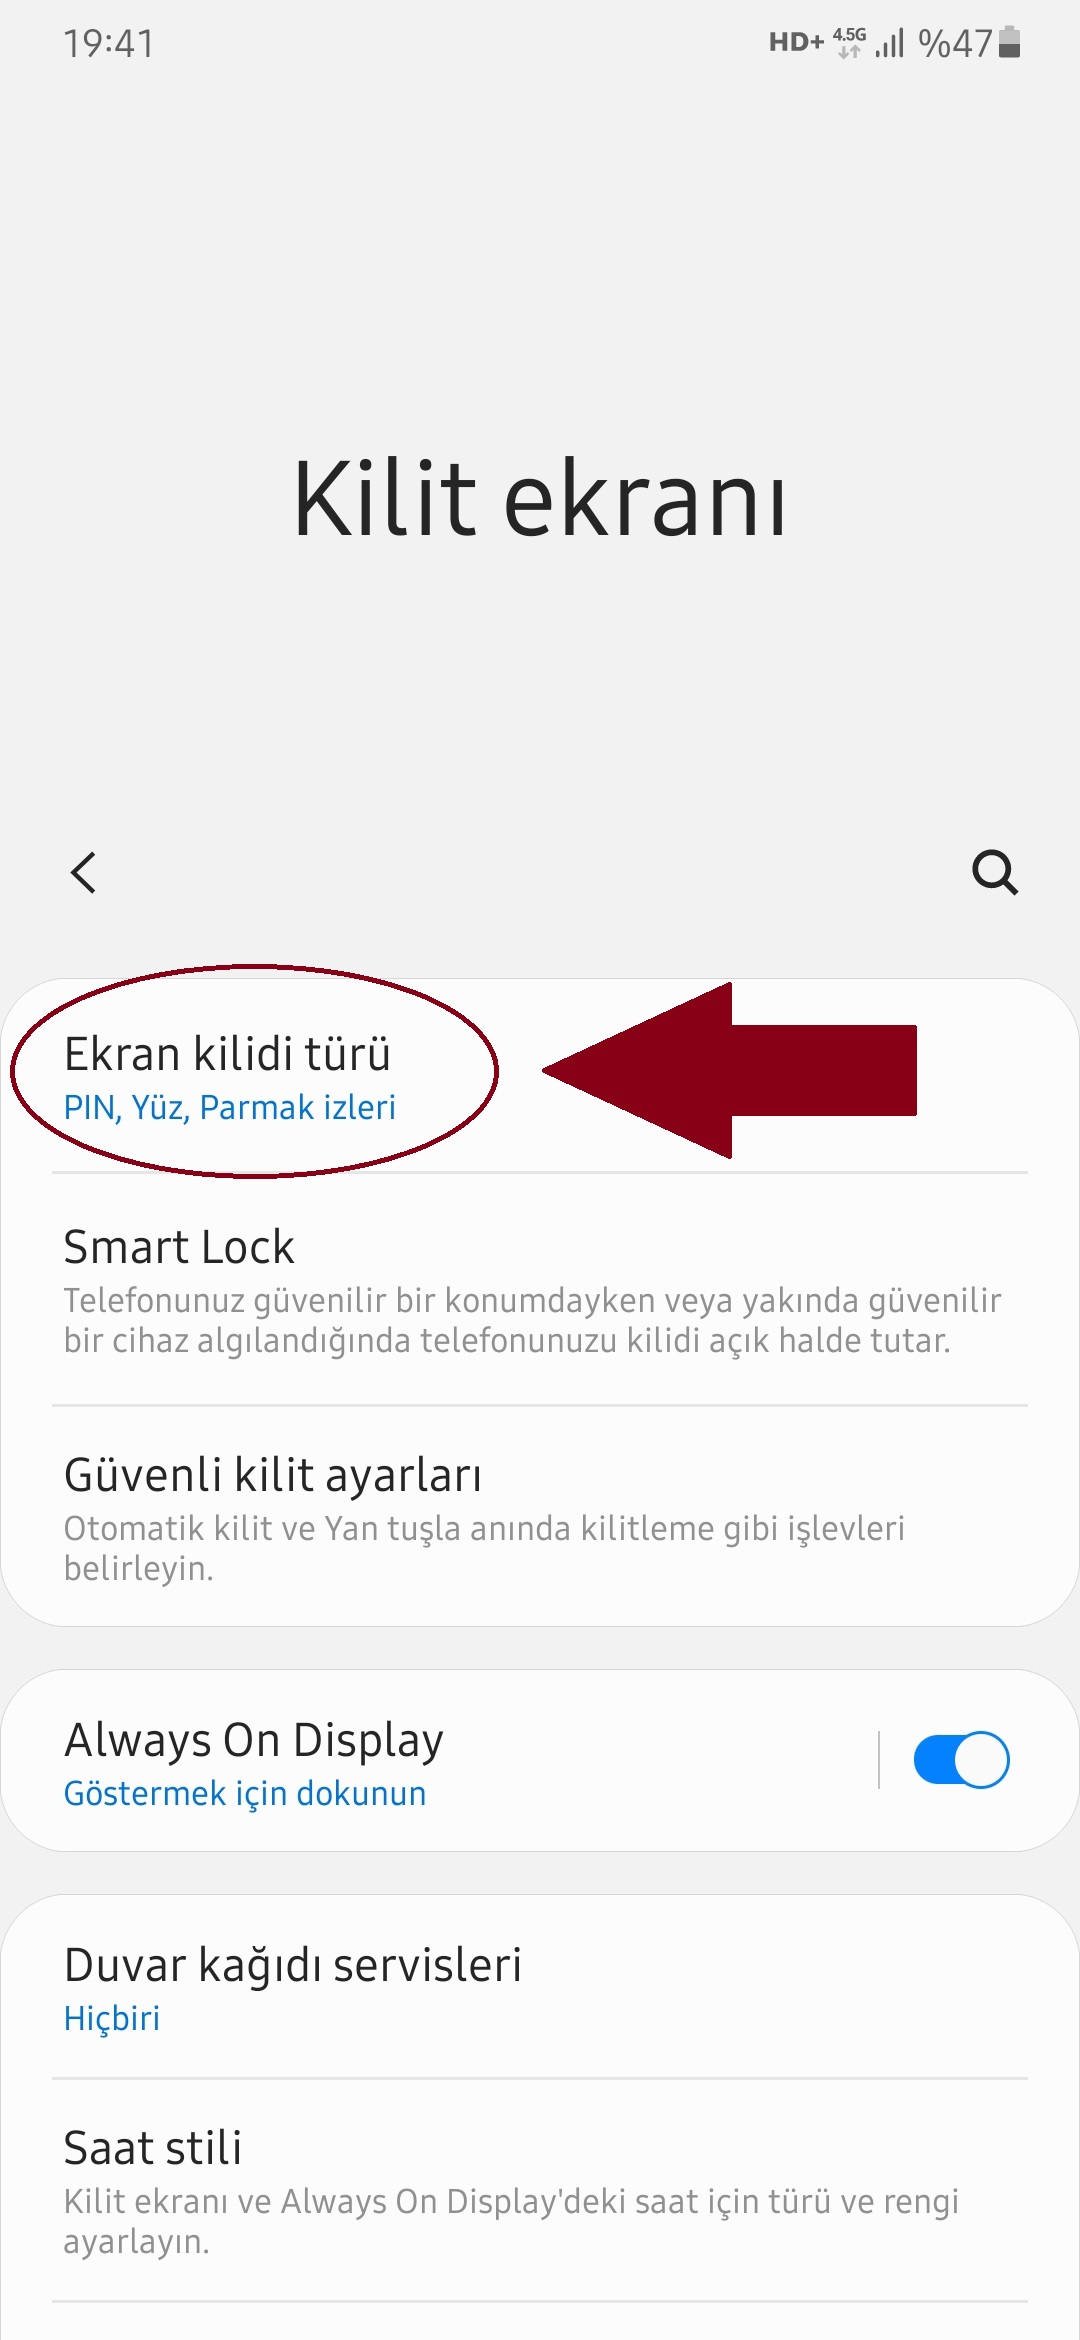 19:41
HD+ 4.5G %47
Kilit ekranı
Ekran kilidi türü
PIN, Yüz, Parmak izleri
Smart Lock
Telefonunuz güvenilir bir konumdayken veya yakında güvenilir
bir cihaz algılandığında telefonunuzu kilidi açık halde tutar.
Güvenli kilit ayarları
Otomatik kilit ve Yan tuşla anında kilitleme gibi işlevleri
belirleyin.
Always On Display
Göstermek için dokunun
Duvar kağıdı servisleri
Hiçbiri
Saat stili
Kilit ekranı ve Always On Display'deki saat için türü ve rengi
ayarlayın.